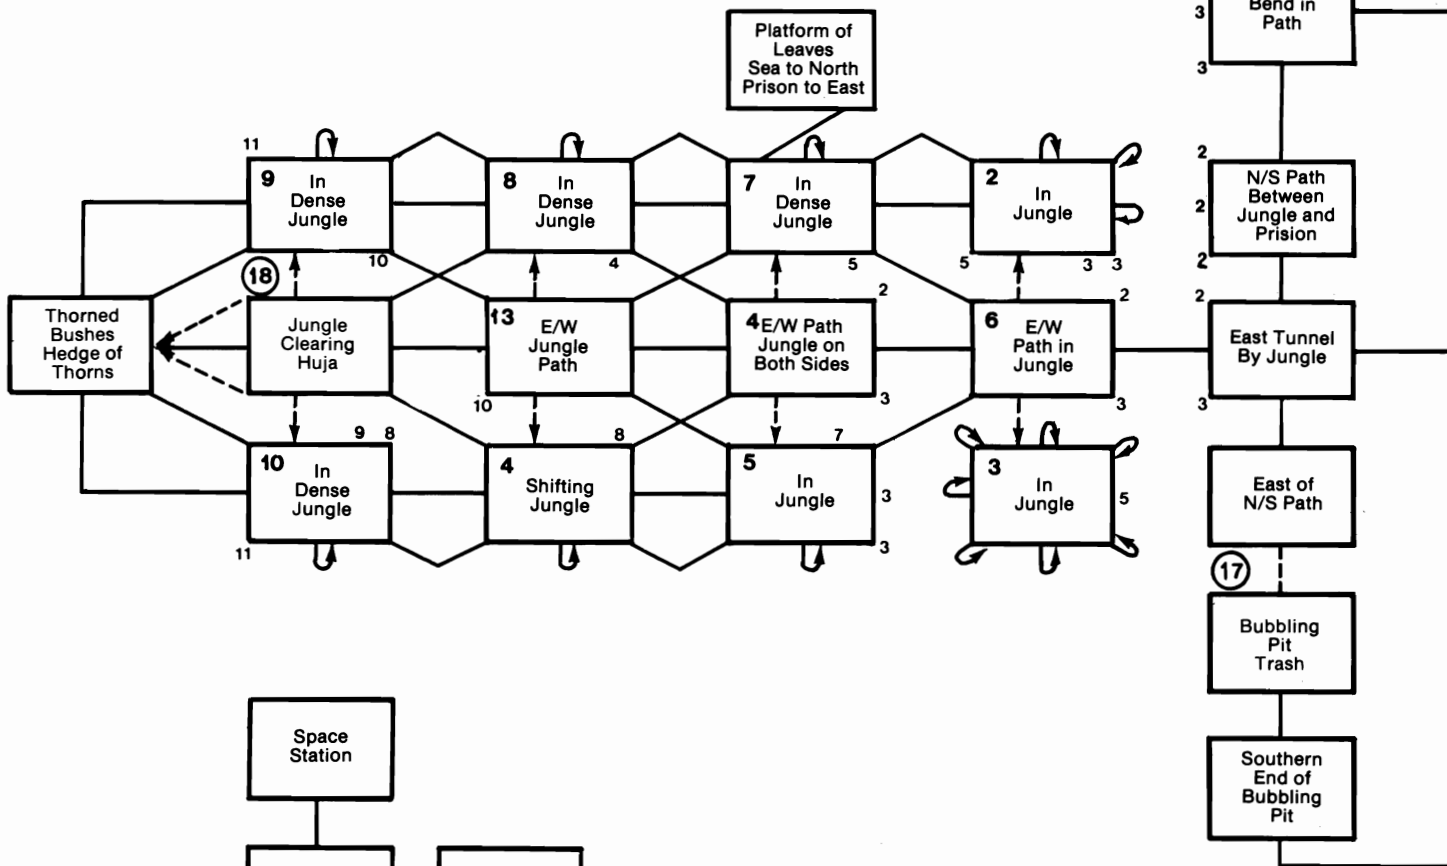 3
Bend in
Path
3
Platform of
Leaves
Sea to North
Prison to East
11
9
In
Dense
Jungle
10
8
In
Dense
Jungle
4
7
In
Dense
Jungle
5
2
In
Jungle
5
3
3
2
2
2
N/S Path
Between
Jungle and
Prision
18
Thorned
Bushes
Hedge of
Thorns
Jungle
Clearing
Huja
13
E/W
Jungle
Path
10
4
E/W Path
Jungle on
Both Sides
2
3
6
E/W
Path in
Jungle
2
3
2
3
East Tunnel
By Jungle
9
8
10
In
Dense
Jungle
11
8
4
Shifting
Jungle
7
5
In
Jungle
3
3
3
In
Jungle
5
East of
N/S Path
17
Bubbling
Pit
Trash
Space
Station
Southern
End of
Bubbling
Pit